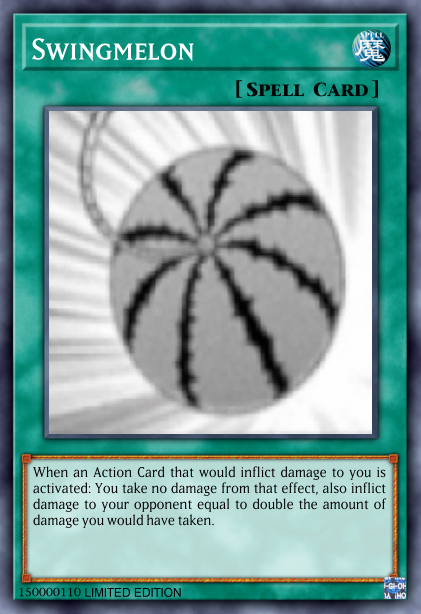 Swingmelon
SPELL
魔
[Spell Card]
When an Action Card that would inflict damage to you is
activated: You take no damage from that effect, also inflict
damage to your opponent equal to double the amount of
damage you would have taken.
150000110 LIMITED EDITION